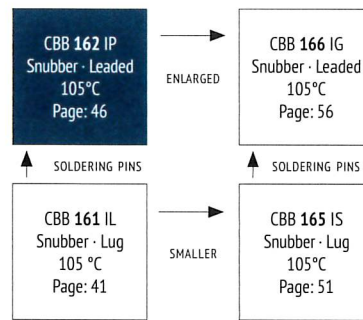 CBB 162 IP
Snubber · Leaded
105°C
Page: 46
ENLARGED
CBB 166 IG
Snubber · Leaded
105°C
Page: 56
SOLDERING PINS
SOLDERING PINS
CBB 161 IL
Snubber · Lug
105 °C
Page: 41
SMALLER
CBB 165 IS
Snubber · Lug
105°C
Page: 51